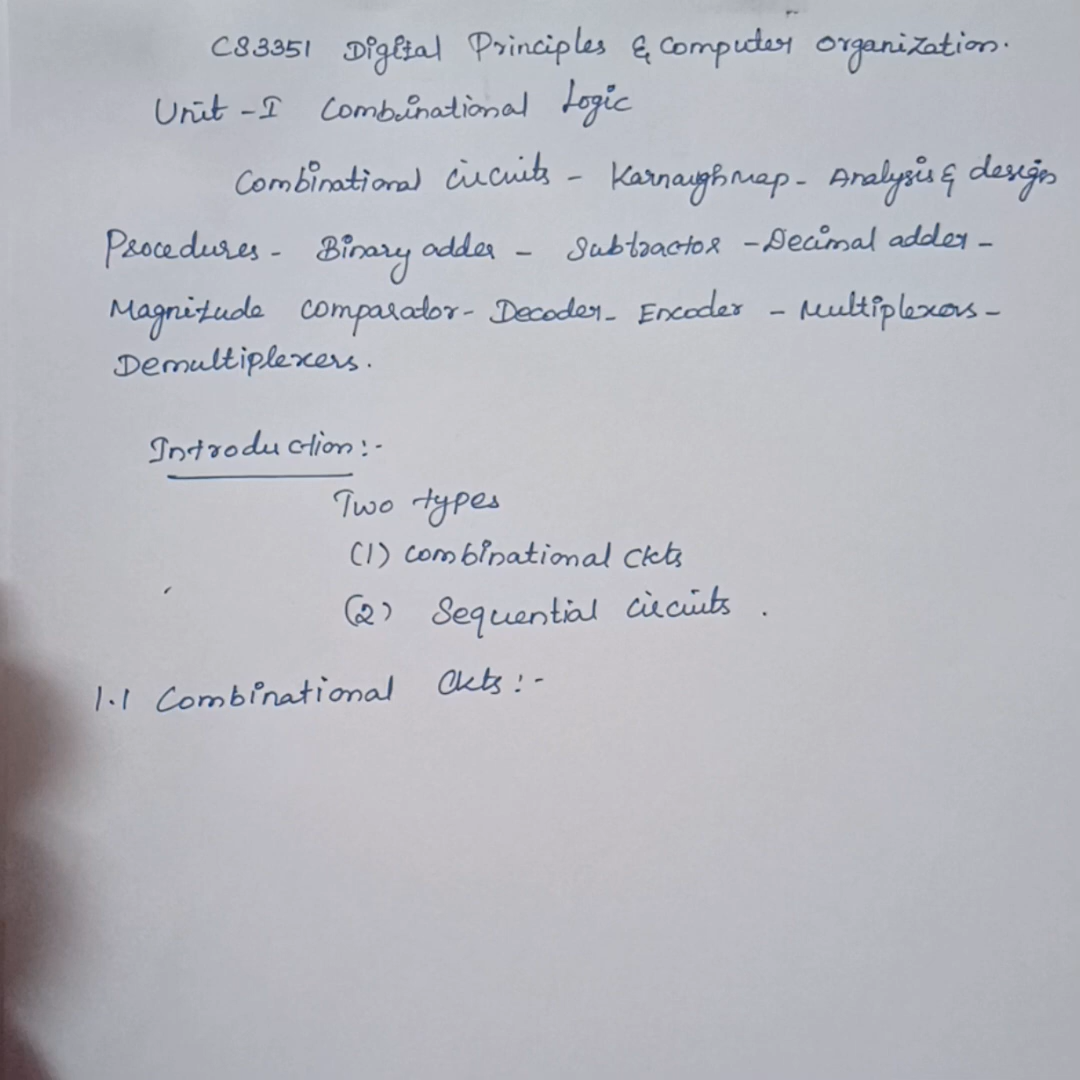 CS3351 Digital Principles & Computer Organization.
Unit - I Combinational Logic
Combinational circuits - Karnaugh map - Analysis & design
Procedures - Binary adder - Subtractor - Decimal adder -
Magnitude comparator - Decoder - Encoder - Multiplexers -
Demultiplexers.
Introduction :-
Two types
(1) combinational ckts
(2) Sequential circuits .
1.1 Combinational Ckts :-